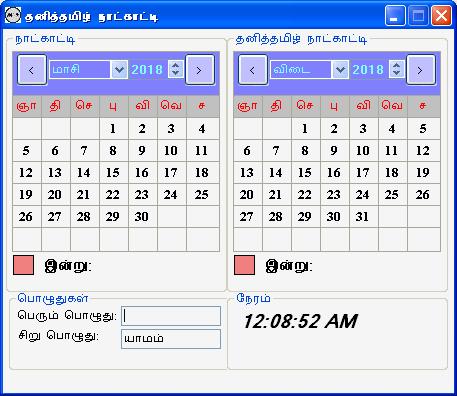 தனித்தமிழ் நாட்காட்டி
நாட்காட்டி
< மாசி 2018 >
ஞா தி செ பு வி வெ ச
1 2 3 4
5 6 7 8 9 10 11
12 13 14 15 16 17 18
19 20 21 22 23 24 25
26 27 28 29 30
இன்று:
தனித்தமிழ் நாட்காட்டி
< விடை 2018 >
ஞா தி செ பு வி வெ ச
1 2 3 4 5
6 7 8 9 10 11 12
13 14 15 16 17 18 19
20 21 22 23 24 25 26
27 28 29 30 31
இன்று:
பொழுதுகள்
பெரும் பொழுது:
சிறு பொழுது: யாமம்
நேரம்
12:08:52 AM